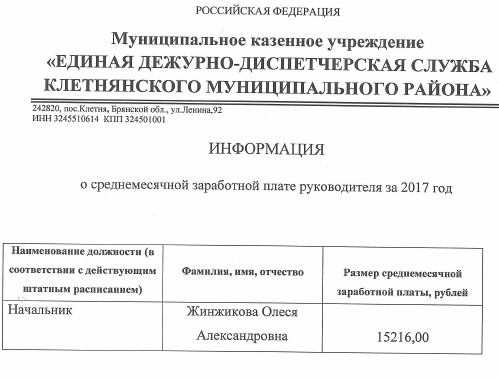 РОССИЙСКАЯ ФЕДЕРАЦИЯ
Муниципальное казенное учреждение
«ЕДИНАЯ ДЕЖУРНО-ДИСПЕТЧЕРСКАЯ СЛУЖБА
КЛЕТНЯНСКОГО МУНИЦИПАЛЬНОГО РАЙОНА»
242820, пос.Клетня, Брянской обл., ул.Ленина,92
ИНН 3245510614 КПП 324501001
ИНФОРМАЦИЯ
о среднемесячной заработной плате руководителя за 2017 год
Наименование должности (в
соответствии с действующим
штатным расписанием)
Фамилия, имя, отчество
Размер среднемесячной
заработной платы, рублей
Начальник
Жинжикова Олеся
Александровна
15216,00